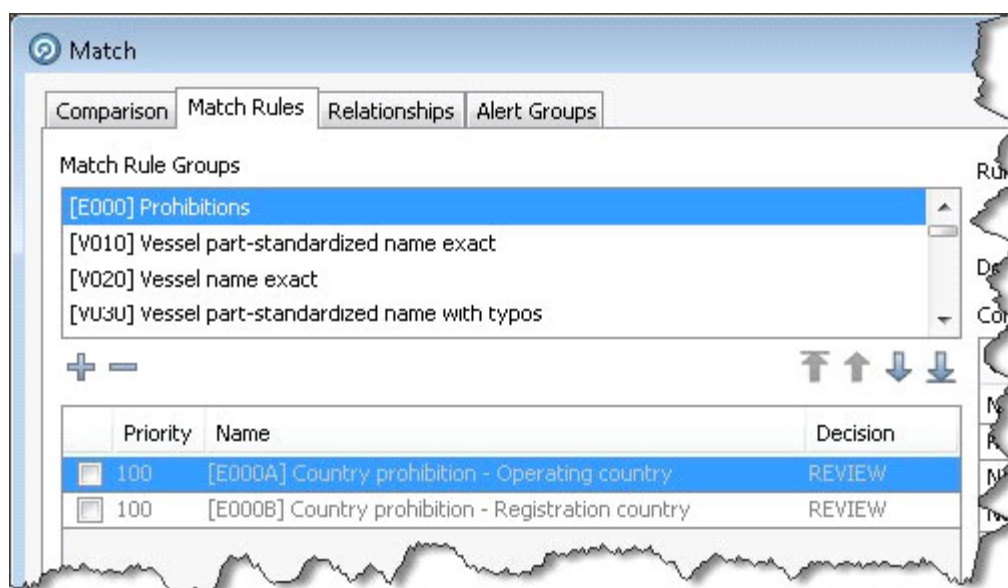 Match
Comparison Match Rules Relationships Alert Groups
Match Rule Groups
[E000] Prohibitions
[V010] Vessel part-standardized name exact
[V020] Vessel name exact
[V030] Vessel part-standardized name with typos
Priority Name Decision
100 [E000A] Country prohibition - Operating country REVIEW
100 [E000B] Country prohibition - Registration country REVIEW